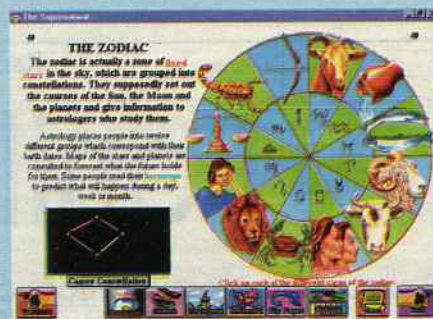 The Supernatural
THE ZODIAC
The zodiac is actually a zone of fixed
stars in the sky, which are grouped into
constellations. They supposedly set out
the courses of the Sun, the Moon and
the planets and give information to
astrologers who study them.
Astrology places people into twelve
different groups which correspond with their
birth dates. Maps of the stars and planets are
consulted to forecast what the future holds
for them. Some people read their horoscope
to predict what will happen during a day,
week or month.
Cancer Constellation
Click on each of the different signs of the zodiac.